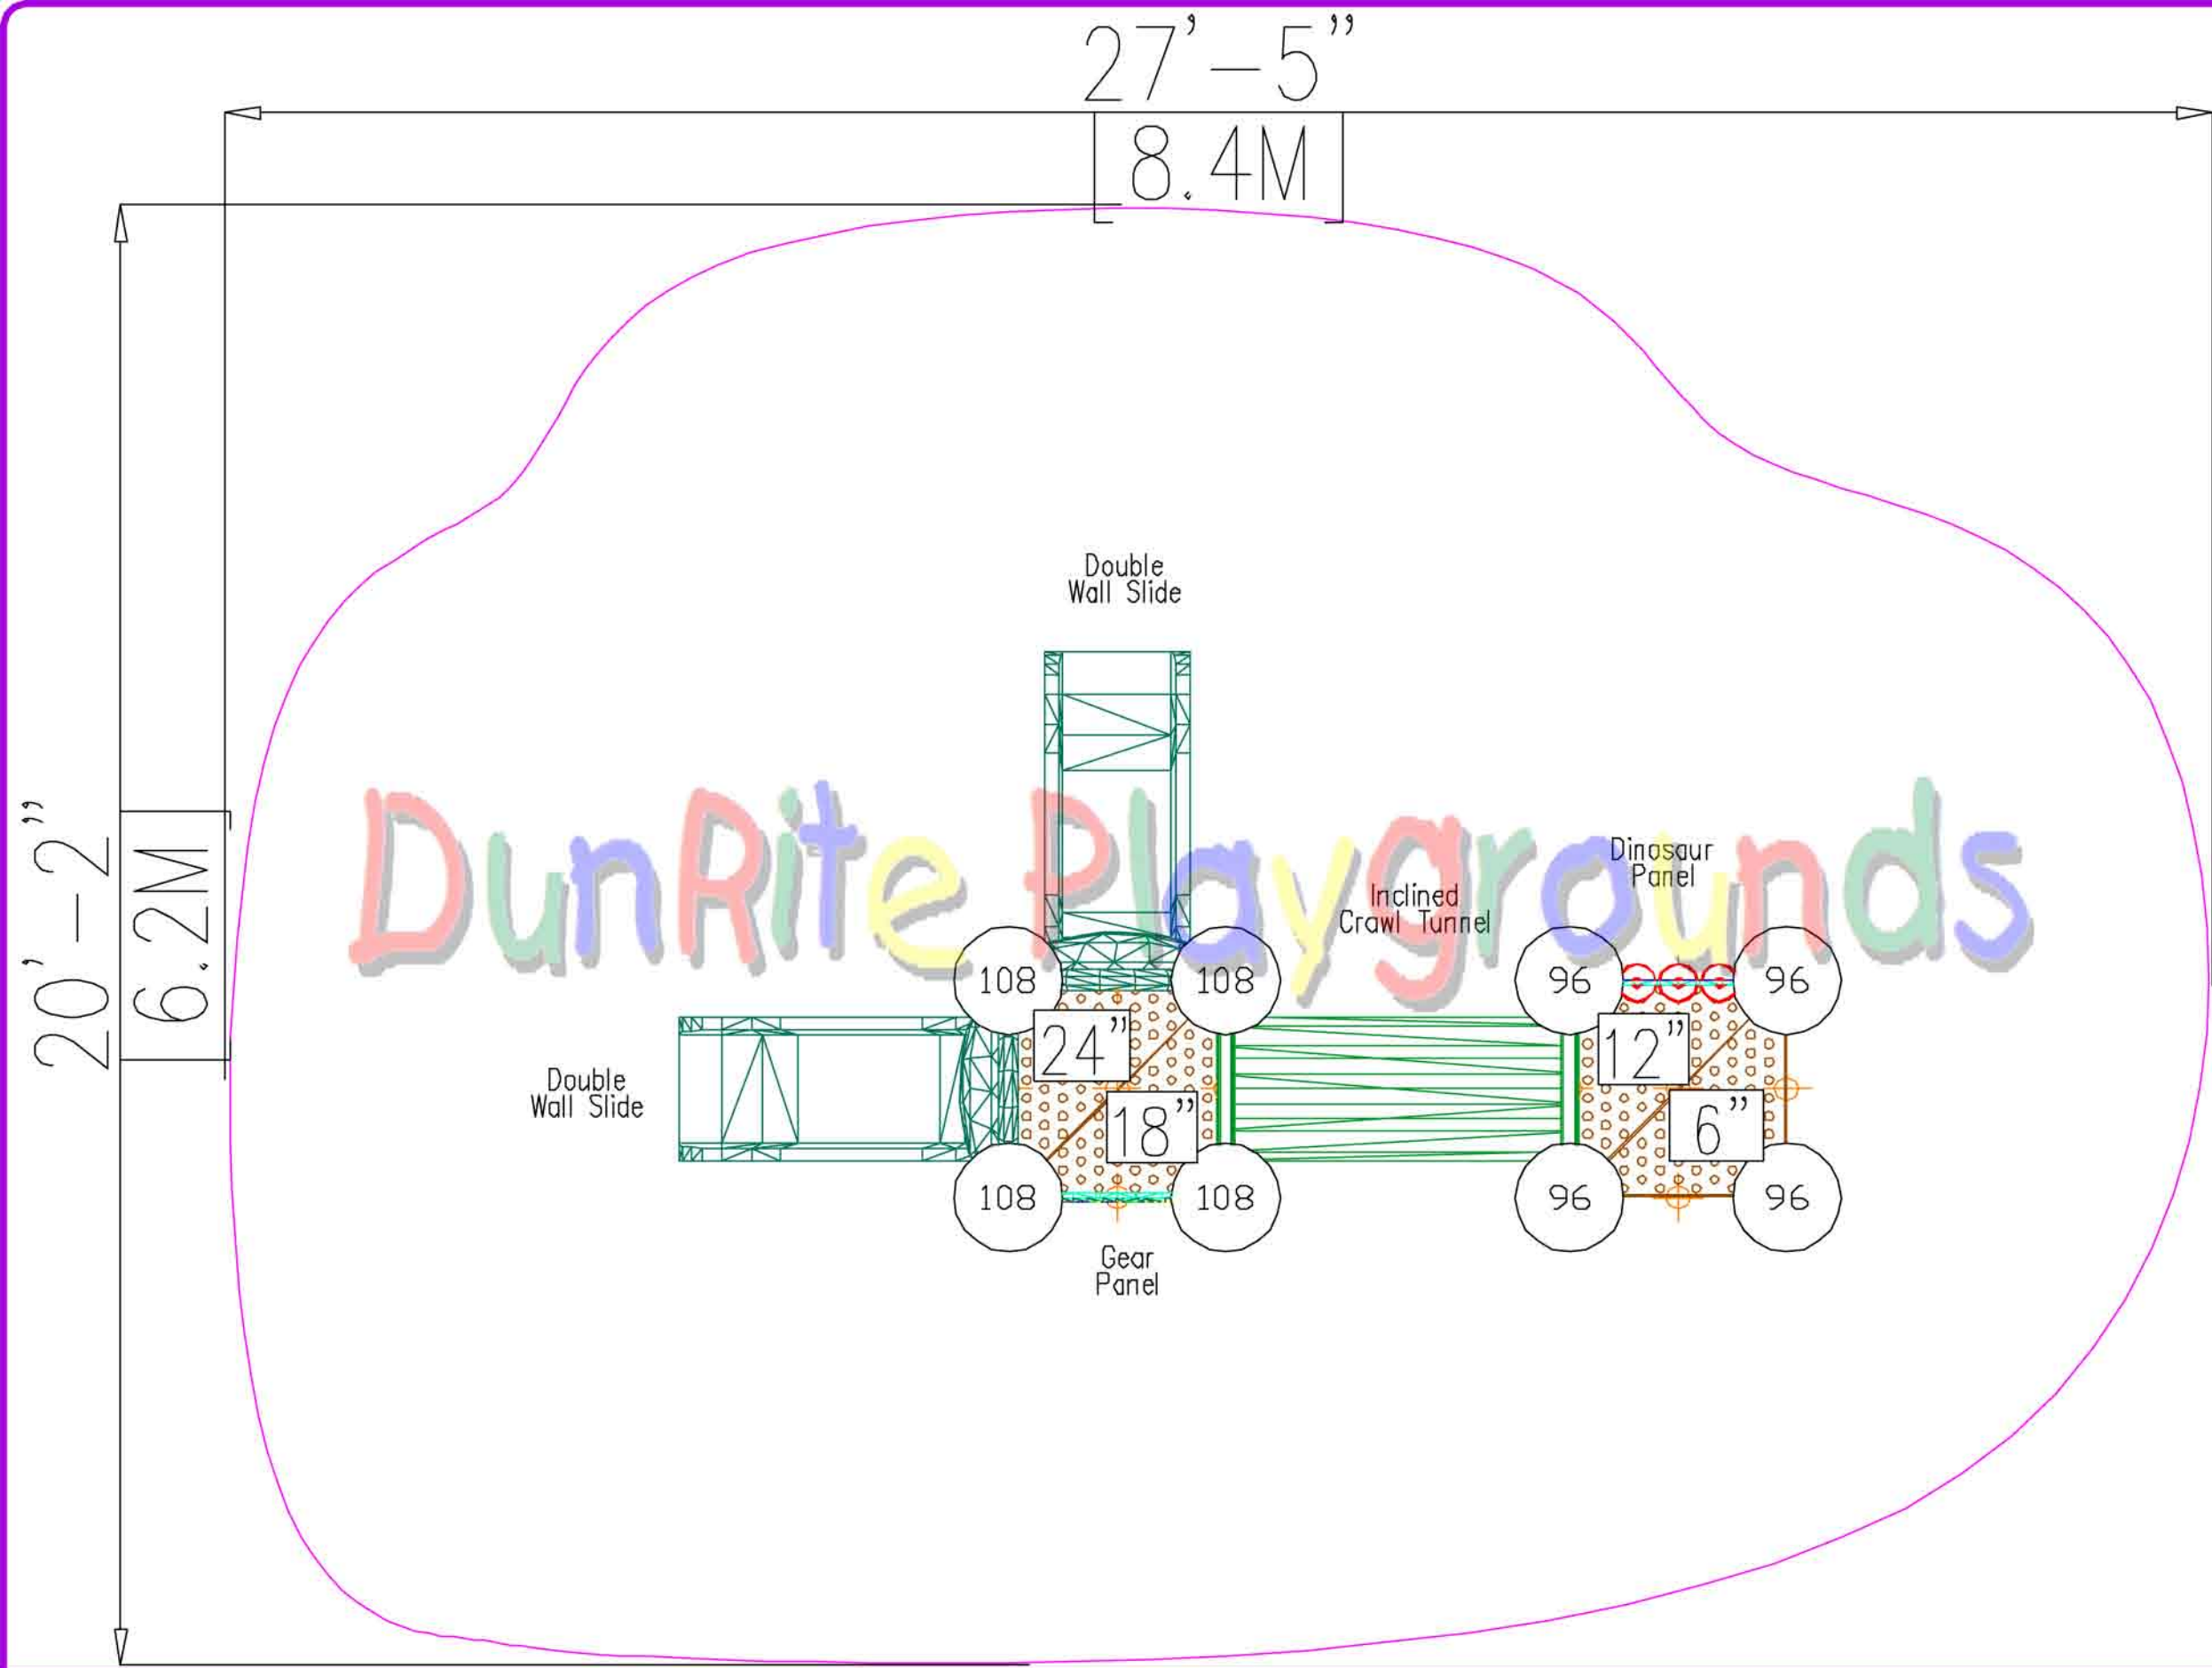 27’–5”
8.4M
20’–2”
6.2M
Double
Wall Slide
DunRite Playgrounds
Dinosaur
Panel
Inclined
Crawl Tunnel
108
108
96
96
24”
12”
Double
Wall Slide
18”
6”
108
108
96
96
Gear
Panel